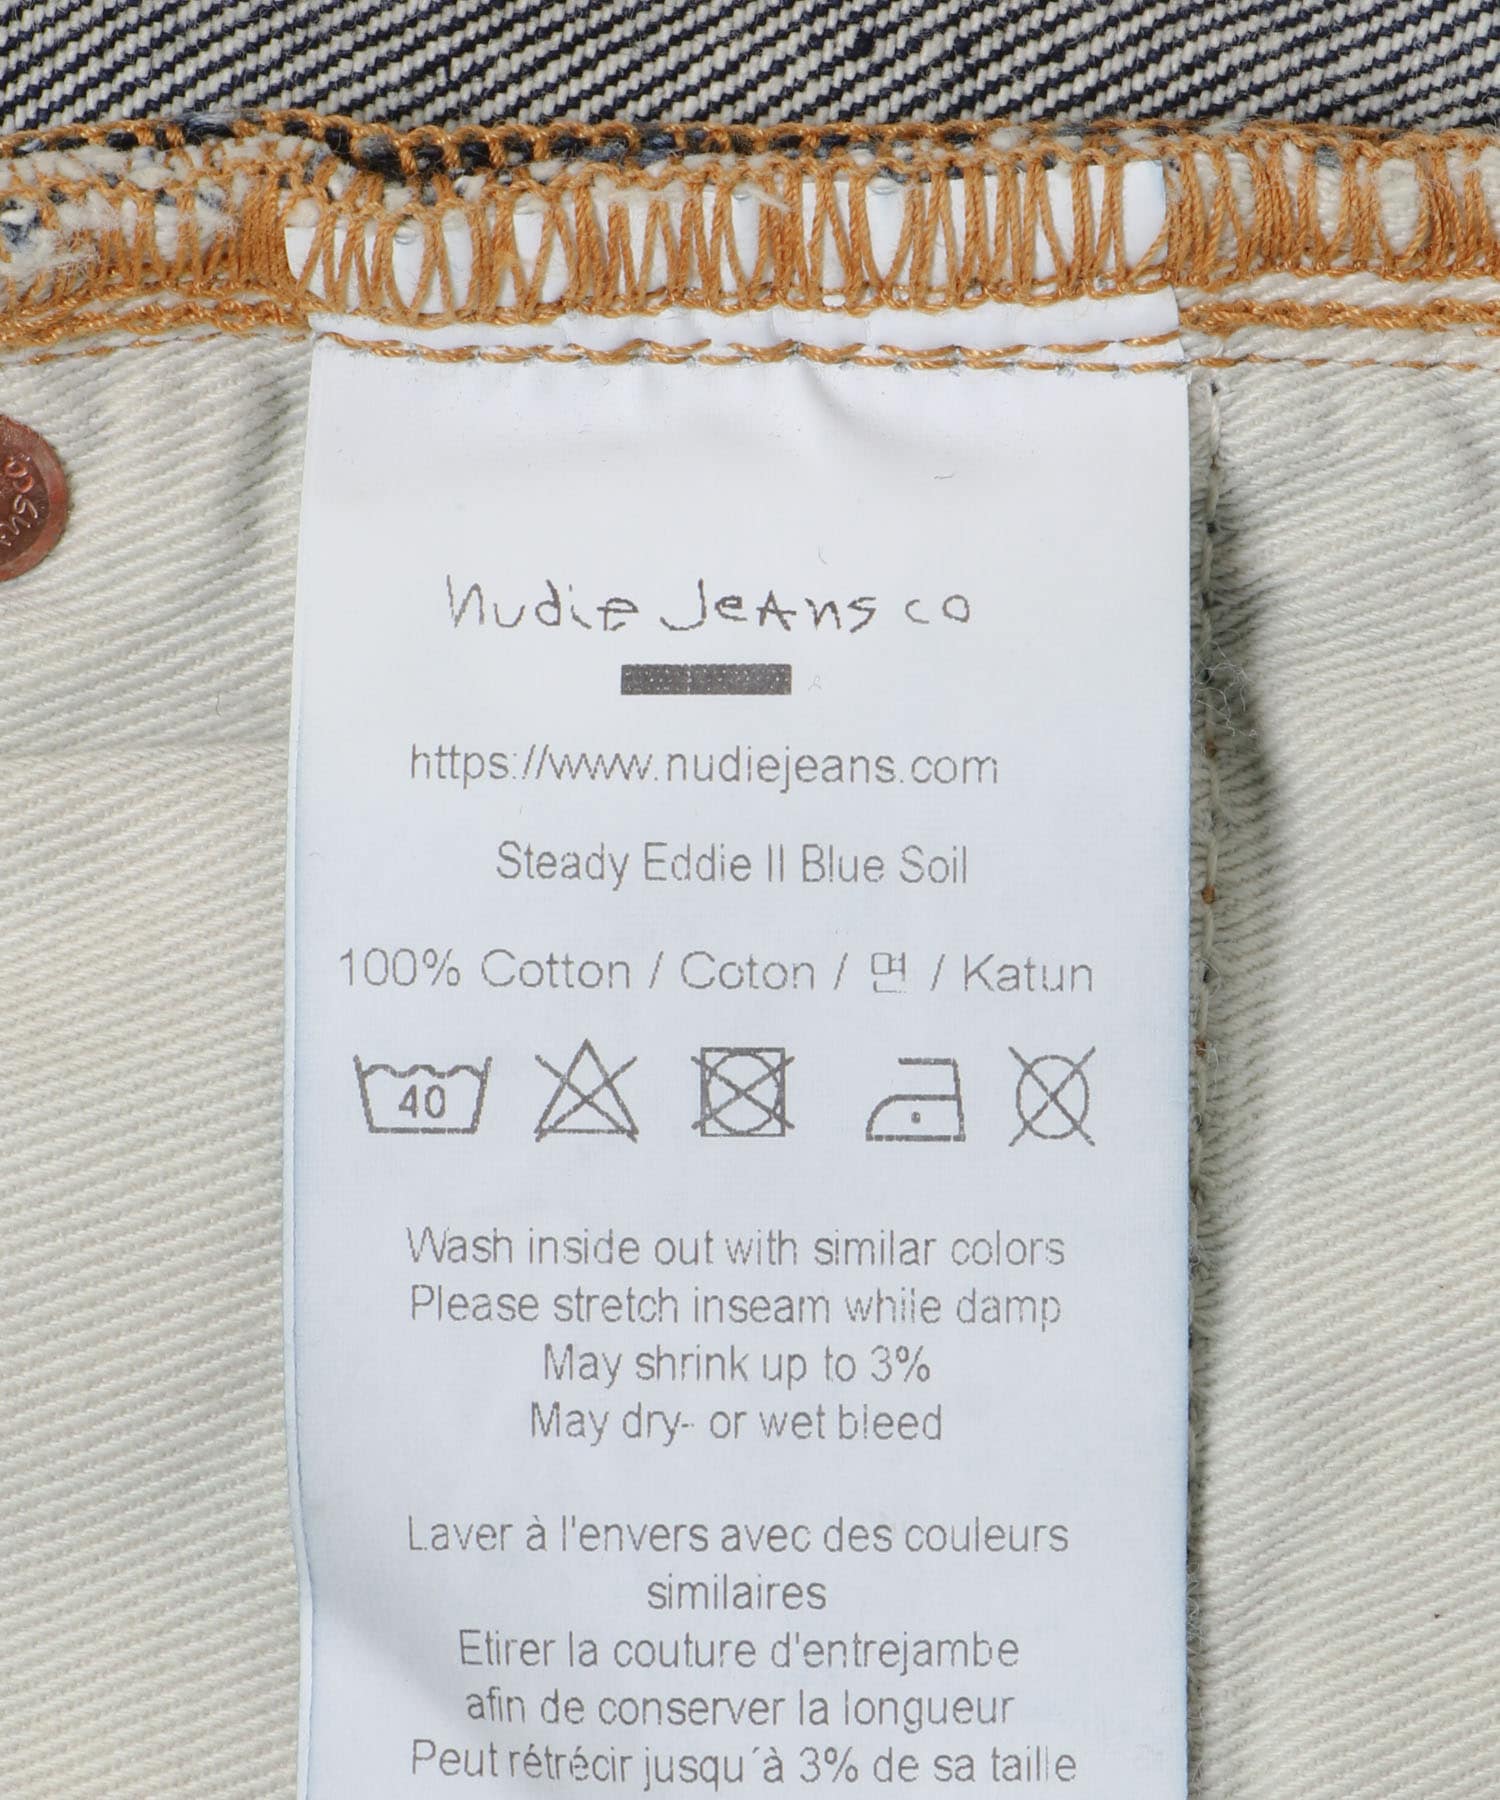 Nudie Jeans co
https://www.nudiejeans.com
Steady Eddie II Blue Soil
100% Cotton / Coton / 면 / Katun
40
Wash inside out with similar colors
Please stretch inseam while damp
May shrink up to 3%
May dry- or wet bleed
Laver à l'envers avec des couleurs
similaires
Etirer la couture d'entrejambe
afin de conserver la longueur
Peut rétrécir jusqu´à 3% de sa taille